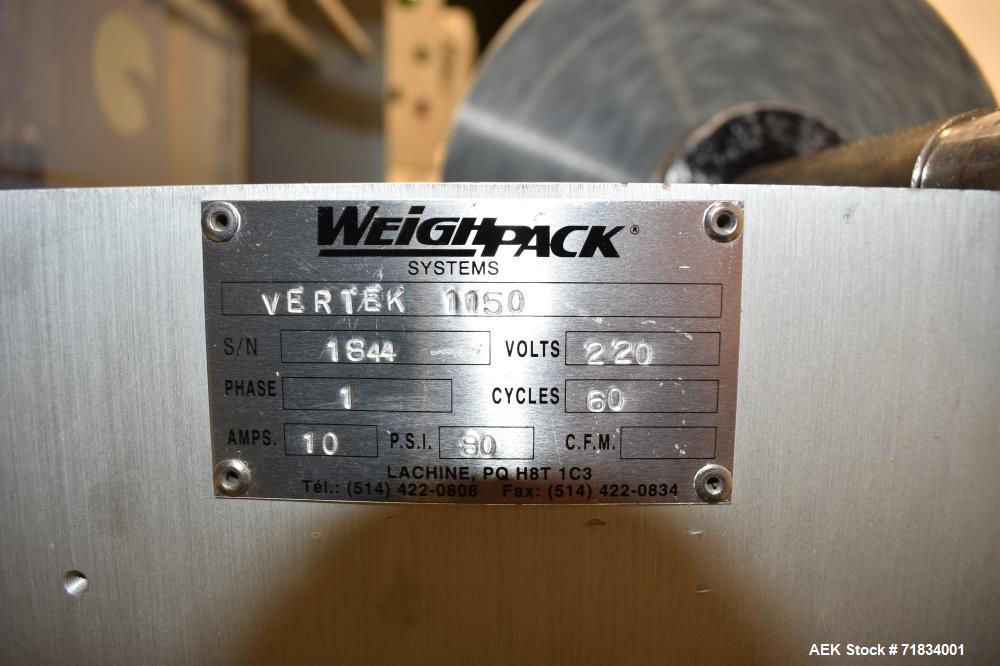 WEIGHPACK®
SYSTEMS
VERTEK 1150
S/N 1844 VOLTS 220
PHASE 1 CYCLES 60
AMPS. 10 P.S.I. 80 C.F.M.
LACHINE, PQ H8T 1C3
Tél.: (514) 422-0808 Fax: (514) 422-0834
AEK Stock # 71834001